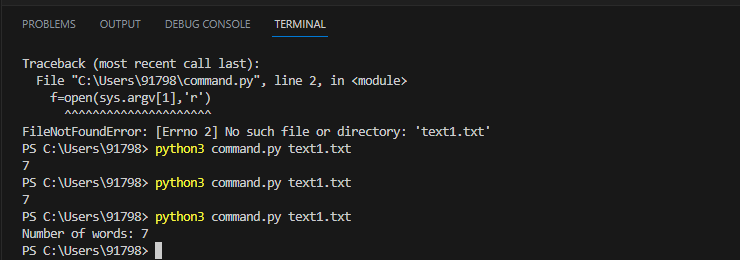 PROBLEMS OUTPUT DEBUG CONSOLE TERMINAL
Traceback (most recent call last):
  File "C:\Users\91798\command.py", line 2, in <module>
    f=open(sys.argv[1],'r')
      ^^^^^^^^^^^^^^^^^^^^^
FileNotFoundError: [Errno 2] No such file or directory: 'text1.txt'
PS C:\Users\91798> python3 command.py text1.txt
7
PS C:\Users\91798> python3 command.py text1.txt
7
PS C:\Users\91798> python3 command.py text1.txt
Number of words: 7
PS C:\Users\91798>